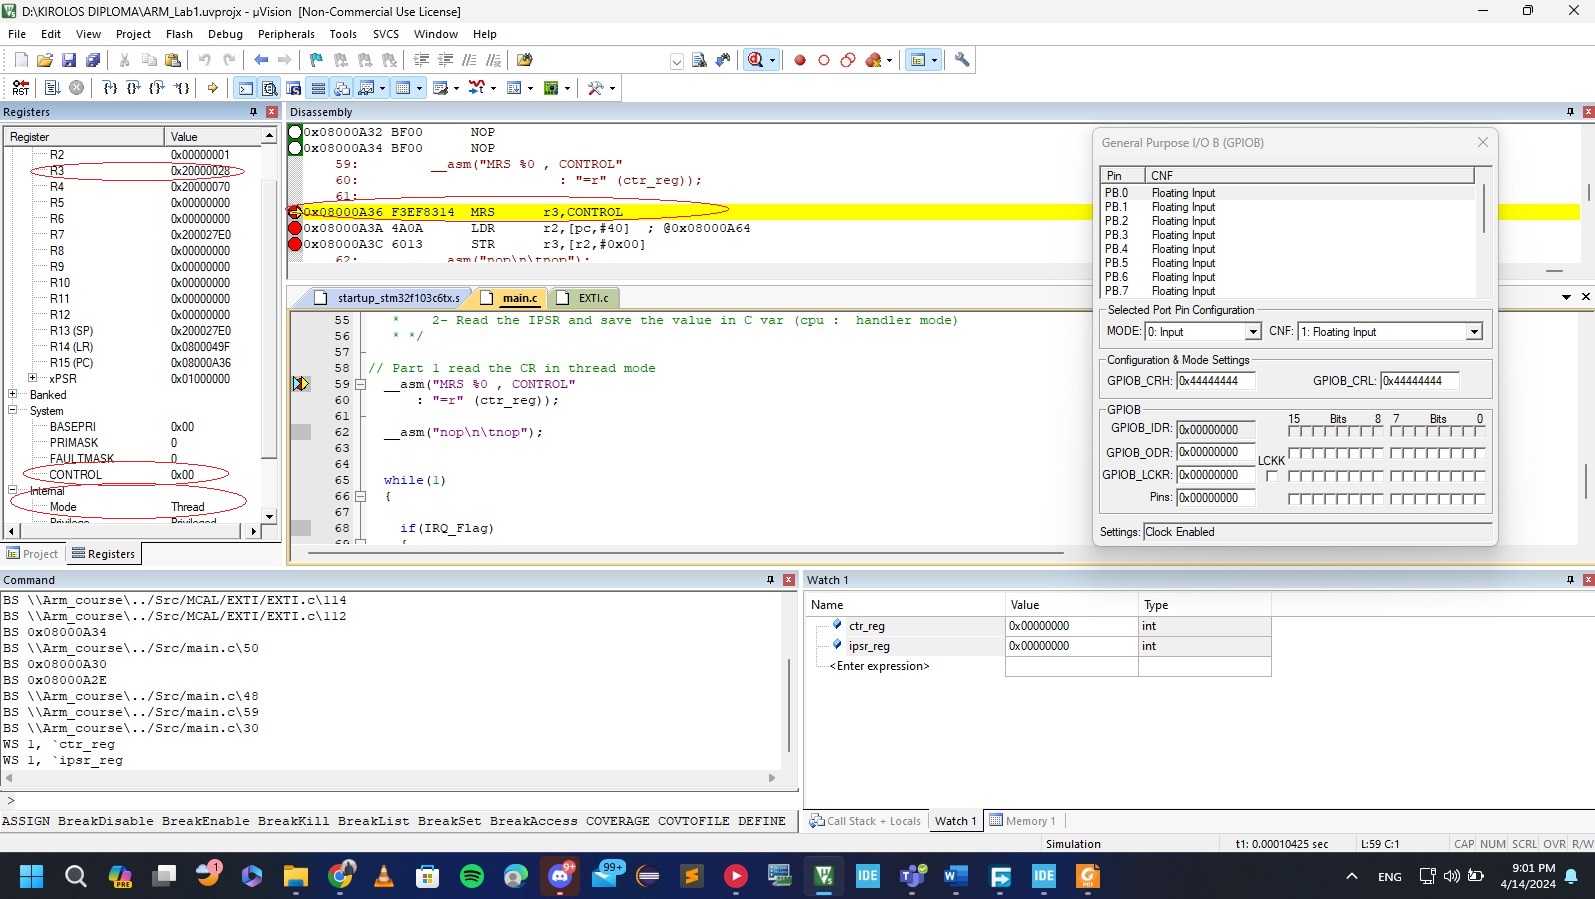 D:\KIROLOS DIPLOMA\ARM_Lab1.uvprojx - µVision [Non-Commercial Use License]
File Edit View Project Flash Debug Peripherals Tools SVCS Window Help
RST
Registers
Register Value
R2 0x00000001
R3 0x20000028
R4 0x20000070
R5 0x00000000
R6 0x00000000
R7 0x200027E0
R8 0x00000000
R9 0x00000000
R10 0x00000000
R11 0x00000000
R12 0x00000000
R13 (SP) 0x200027E0
R14 (LR) 0x0800049F
R15 (PC) 0x08000A36
xPSR 0x01000000
Banked
System
BASEPRI 0x00
PRIMASK 0
FAULTMASK 0
CONTROL 0x00
Internal
Mode Thread
Privilege Privileged
Project Registers
Disassembly
0x08000A32 BF00 NOP
0x08000A34 BF00 NOP
59: __asm("MRS %0 , CONTROL"
60: : "=r" (ctr_reg));
61:
0x08000A36 F3EF8314 MRS r3,CONTROL
0x08000A3A 4A0A LDR r2,[pc,#40] ; @0x08000A64
0x08000A3C 6013 STR r3,[r2,#0x00]
62: __asm("nop\n\tnop");
startup_stm32f103c6tx.s main.c EXTI.c
55 * 2- Read the IPSR and save the value in C var (cpu : handler mode)
56 * */
57
58 // Part 1 read the CR in thread mode
59 __asm("MRS %0 , CONTROL"
60 : "=r" (ctr_reg));
61
62 __asm("nop\n\tnop");
63
64
65 while(1)
66 {
67
68 if(IRQ_Flag)
69 {
General Purpose I/O B (GPIOB)
Pin CNF
PB.0 Floating Input
PB.1 Floating Input
PB.2 Floating Input
PB.3 Floating Input
PB.4 Floating Input
PB.5 Floating Input
PB.6 Floating Input
PB.7 Floating Input
Selected Port Pin Configuration
MODE: 0: Input CNF: 1: Floating Input
Configuration & Mode Settings
GPIOB_CRH: 0x44444444 GPIOB_CRL: 0x44444444
GPIOB
15 Bits 8 7 Bits 0
GPIOB_IDR: 0x00000000
GPIOB_ODR: 0x00000000
LCKK
GPIOB_LCKR: 0x00000000
Pins: 0x00000000
Settings: Clock Enabled
Command
BS \\Arm_course\../Src/MCAL/EXTI/EXTI.c\114
BS \\Arm_course\../Src/MCAL/EXTI/EXTI.c\112
BS 0x08000A34
BS \\Arm_course\../Src/main.c\50
BS 0x08000A30
BS 0x08000A2E
BS \\Arm_course\../Src/main.c\48
BS \\Arm_course\../Src/main.c\59
BS \\Arm_course\../Src/main.c\30
WS 1, `ctr_reg
WS 1, `ipsr_reg
>
ASSIGN BreakDisable BreakEnable BreakKill BreakList BreakSet BreakAccess COVERAGE COVTOFILE DEFINE
Watch 1
Name Value Type
ctr_reg 0x00000000 int
ipsr_reg 0x00000000 int
<Enter expression>
Call Stack + Locals Watch 1 Memory 1
Simulation t1: 0.00010425 sec L:59 C:1 CAP NUM SCRL OVR R/W
PRE 1 9+ 99+ IDE IDE
ENG 9:01 PM
4/14/2024